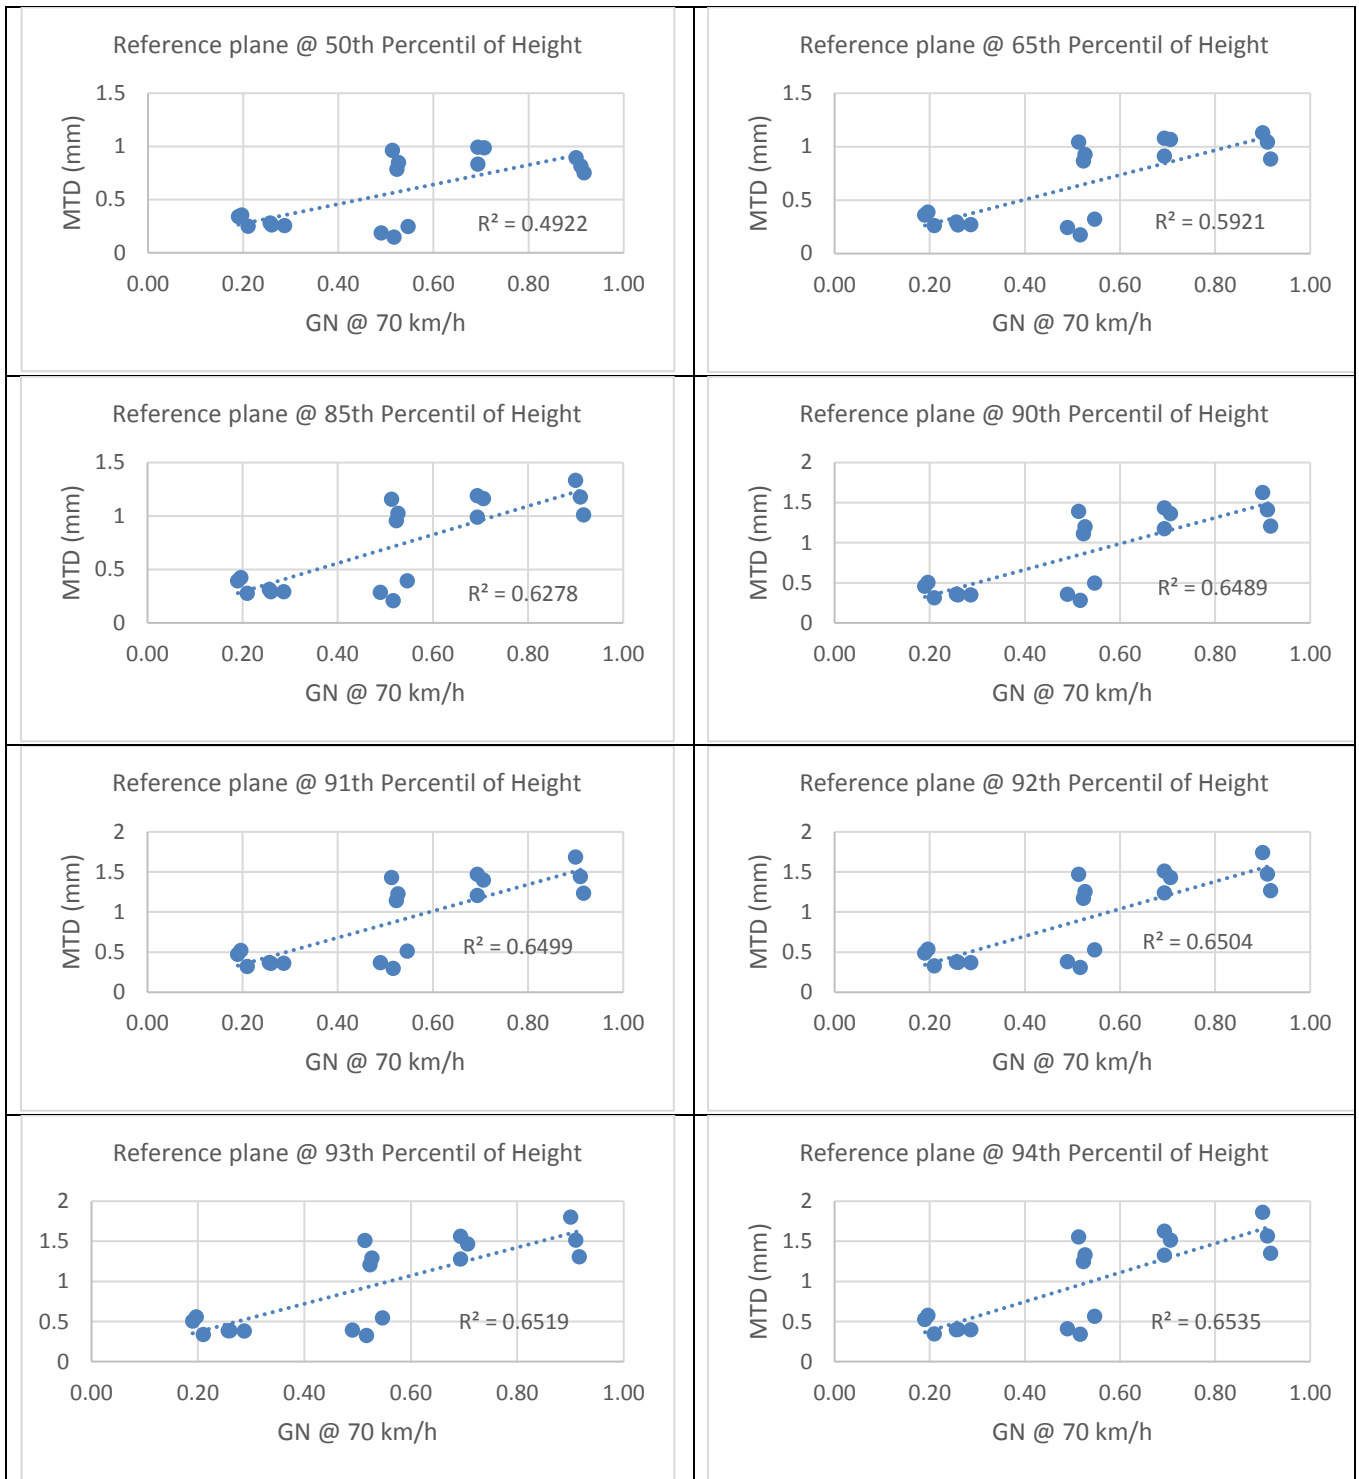 Reference plane @ 50th Percentil of Height
1.5
1
0.5
0
MTD (mm)
R² = 0.4922
0.00 0.20 0.40 0.60 0.80 1.00
GN @ 70 km/h
Reference plane @ 65th Percentil of Height
1.5
1
0.5
0
MTD (mm)
R² = 0.5921
0.00 0.20 0.40 0.60 0.80 1.00
GN @ 70 km/h
Reference plane @ 85th Percentil of Height
1.5
1
0.5
0
MTD (mm)
R² = 0.6278
0.00 0.20 0.40 0.60 0.80 1.00
GN @ 70 km/h
Reference plane @ 90th Percentil of Height
2
1.5
1
0.5
0
MTD (mm)
R² = 0.6489
0.00 0.20 0.40 0.60 0.80 1.00
GN @ 70 km/h
Reference plane @ 91th Percentil of Height
2
1.5
1
0.5
0
MTD (mm)
R² = 0.6499
0.00 0.20 0.40 0.60 0.80 1.00
GN @ 70 km/h
Reference plane @ 92th Percentil of Height
2
1.5
1
0.5
0
MTD (mm)
R² = 0.6504
0.00 0.20 0.40 0.60 0.80 1.00
GN @ 70 km/h
Reference plane @ 93th Percentil of Height
2
1.5
1
0.5
0
R² = 0.6519
0.00 0.20 0.40 0.60 0.80 1.00
GN @ 70 km/h
Reference plane @ 94th Percentil of Height
2
1.5
1
0.5
0
MTD (mm)
R² = 0.6535
0.00 0.20 0.40 0.60 0.80 1.00
GN @ 70 km/h